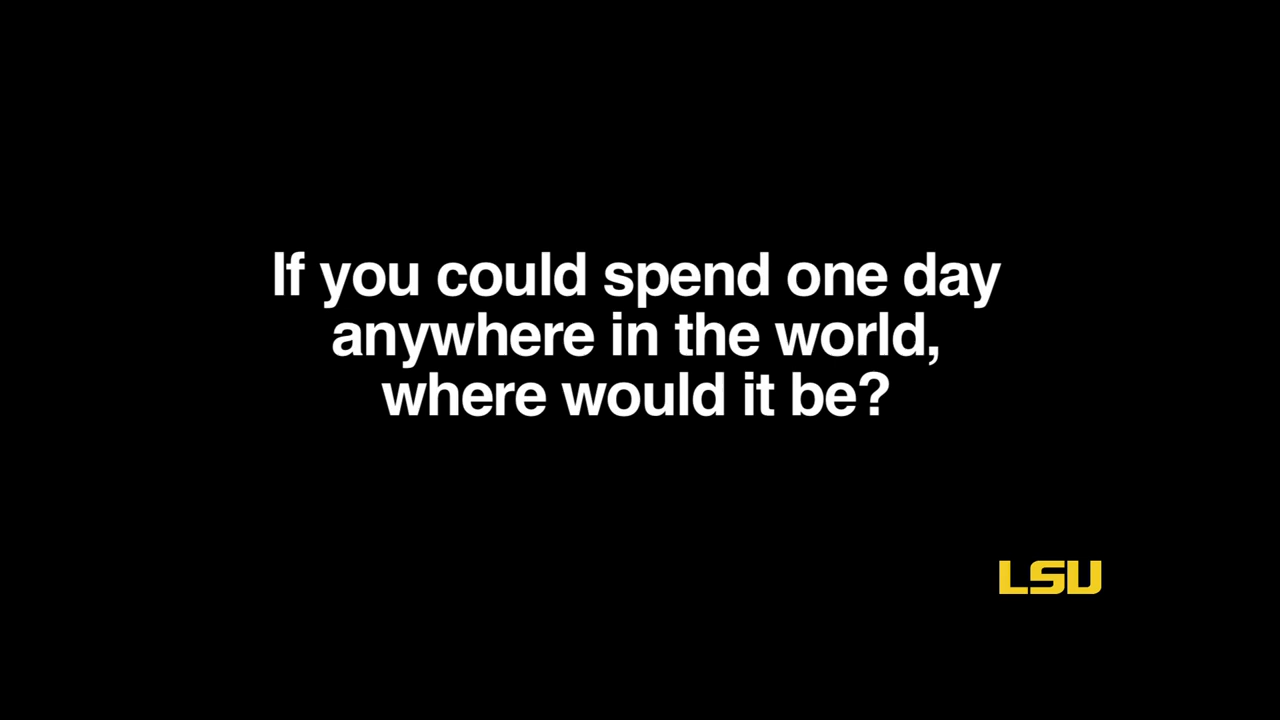 If you could spend one day
anywhere in the world,
where would it be?
LSU